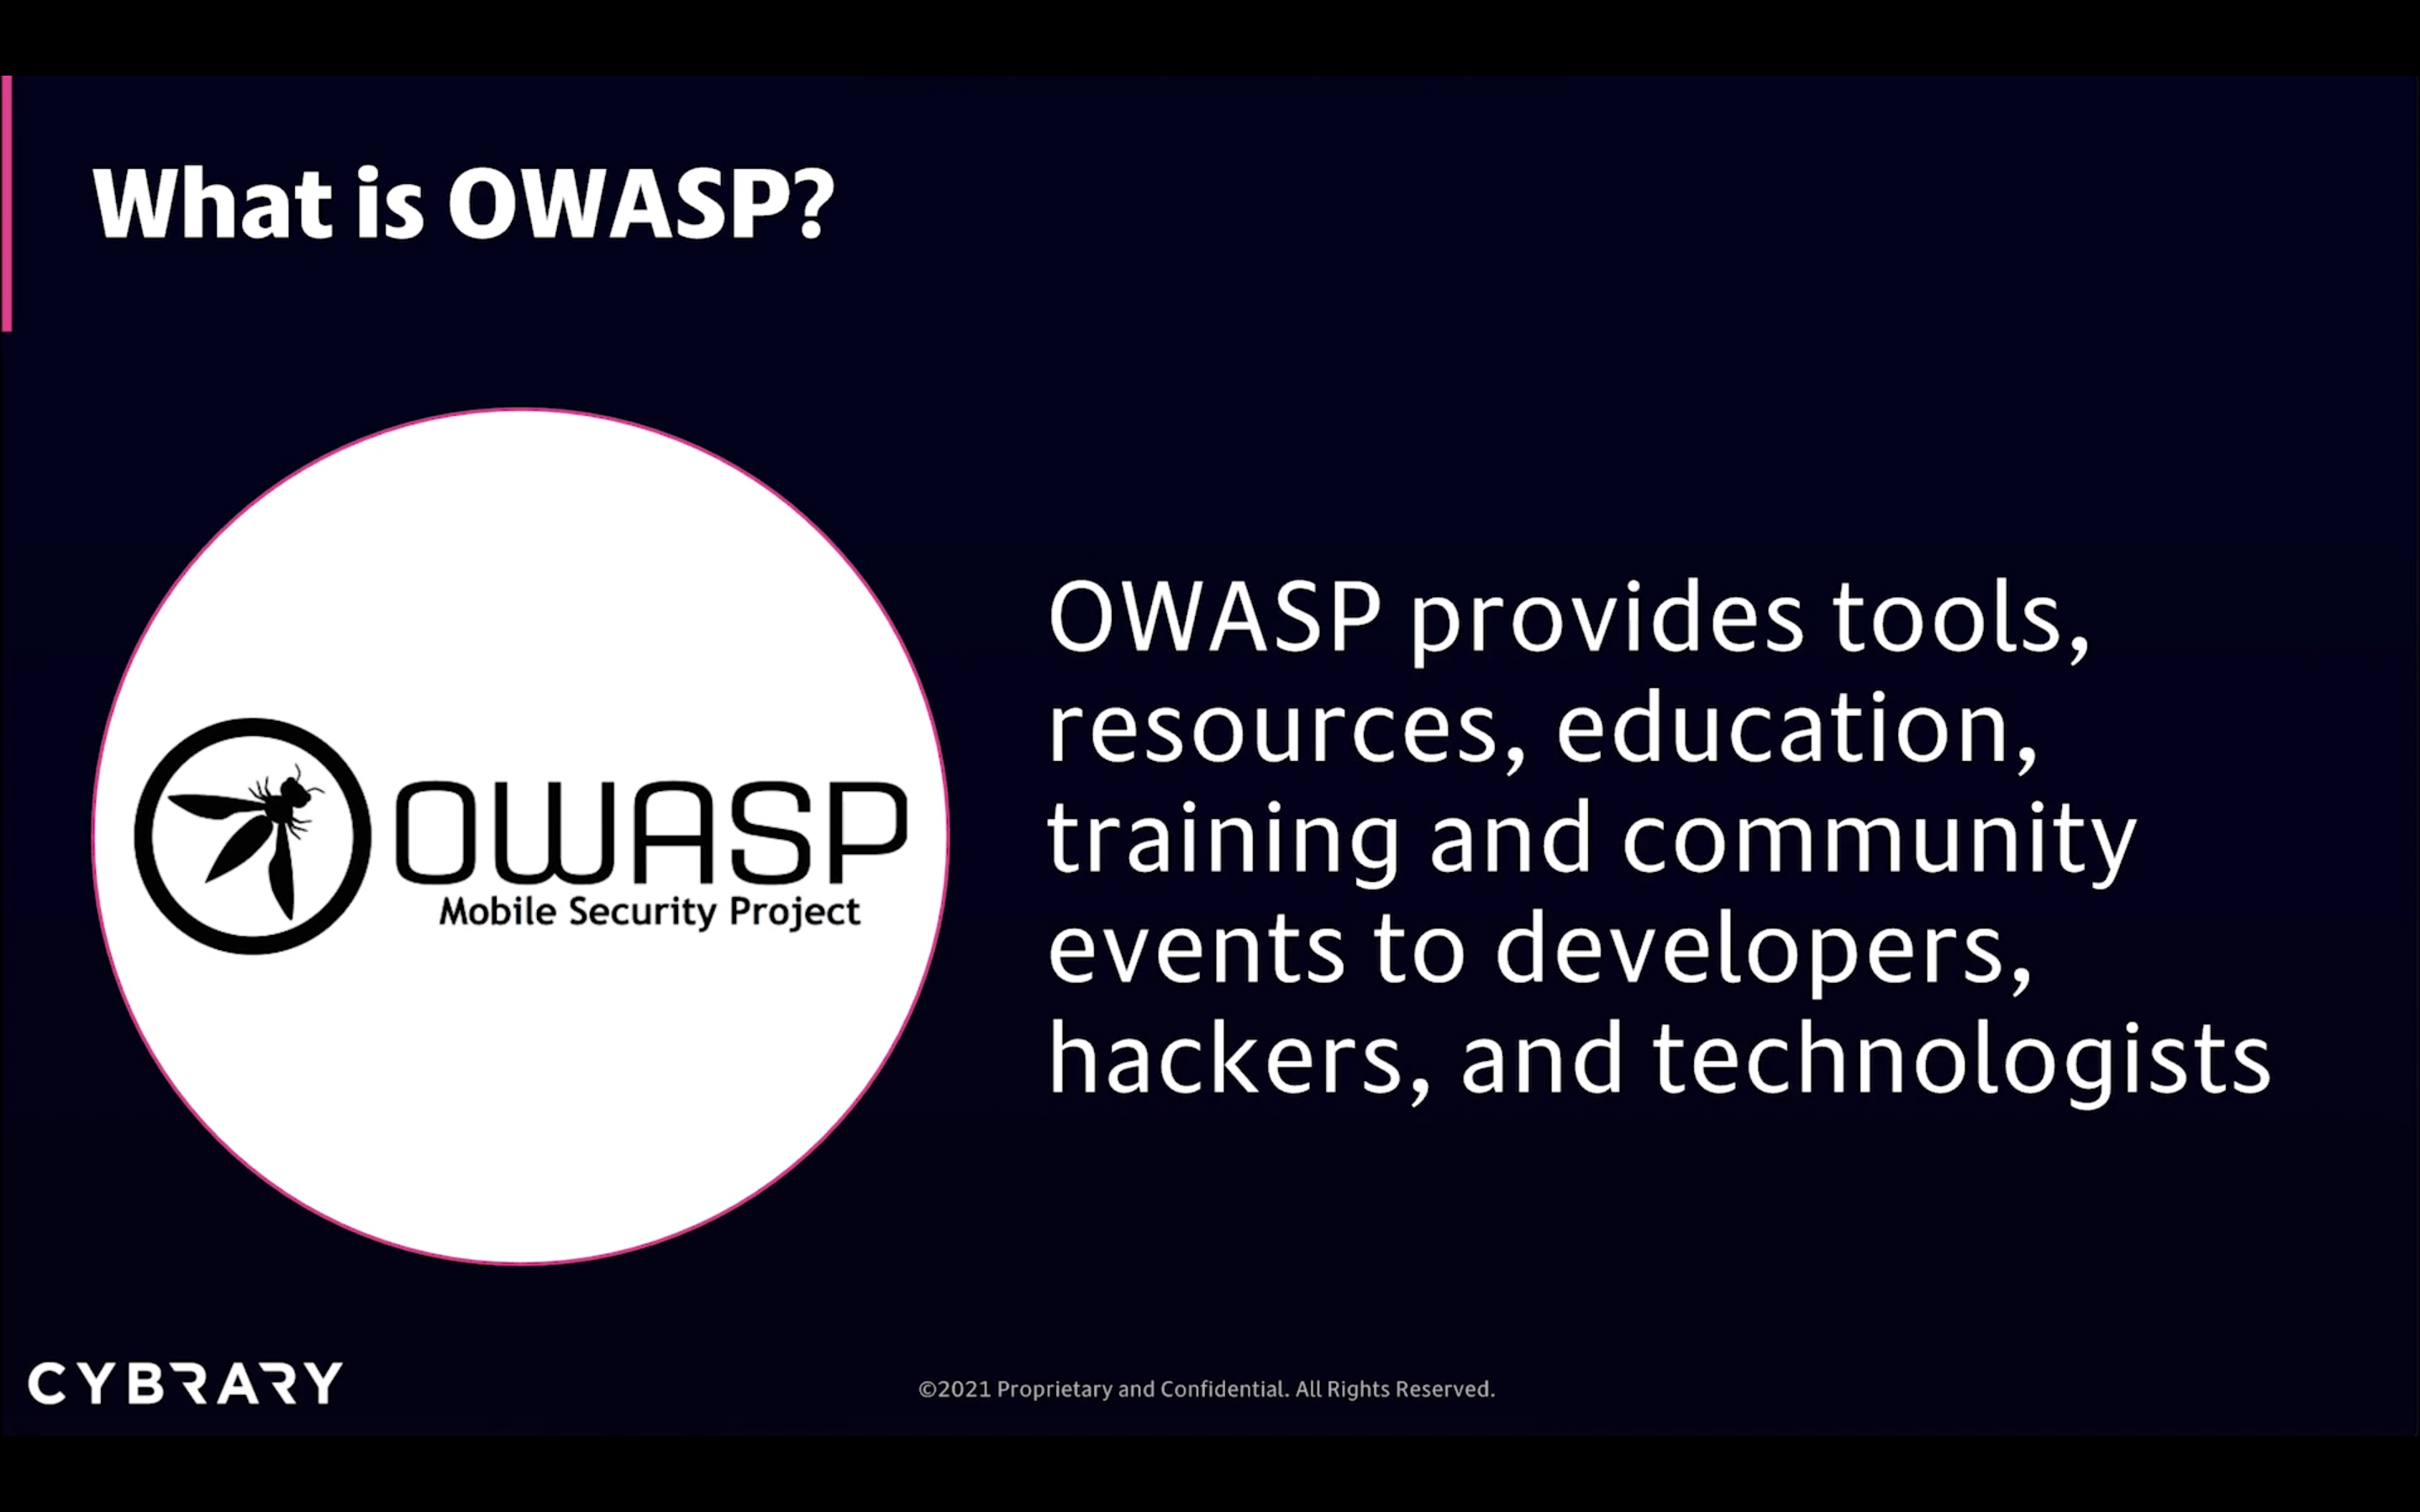 What is OWASP?
OWASP
Mobile Security Project
OWASP provides tools,
resources, education,
training and community
events to developers,
hackers, and technologists
CYBRARY
©2021 Proprietary and Confidential. All Rights Reserved.